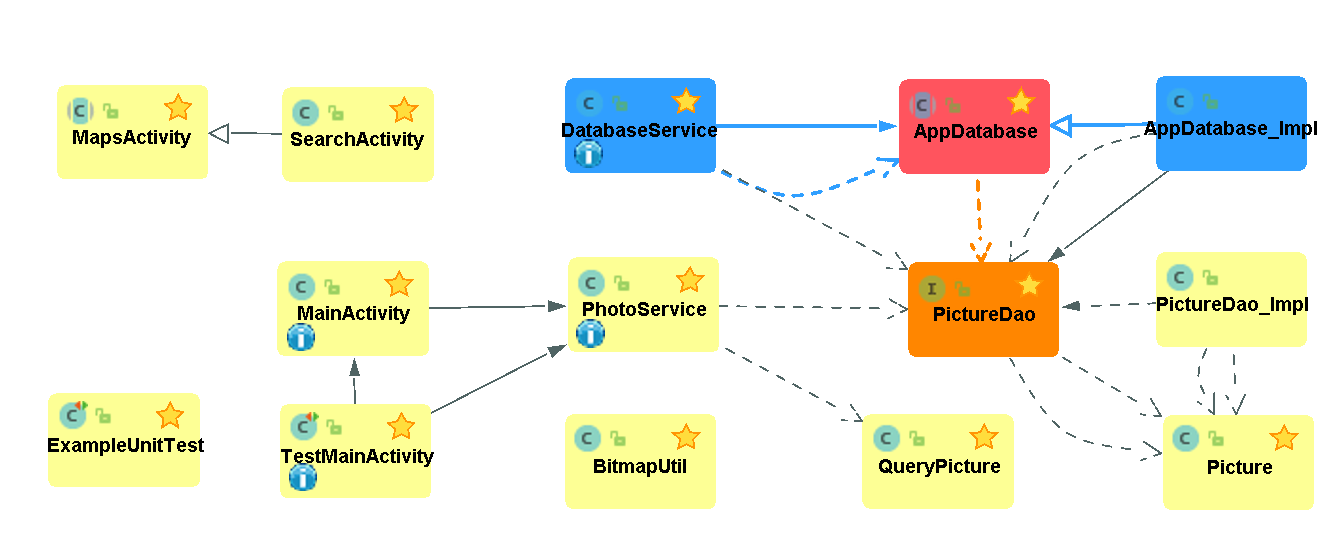 MapsActivity
C
SearchActivity
C
DatabaseService
C
i
AppDatabase
C
AppDatabase_Impl
C
MainActivity
C
i
PhotoService
C
i
PictureDao
I
PictureDao_Impl
C
ExampleUnitTest
C
TestMainActivity
C
i
BitmapUtil
C
QueryPicture
C
Picture
C